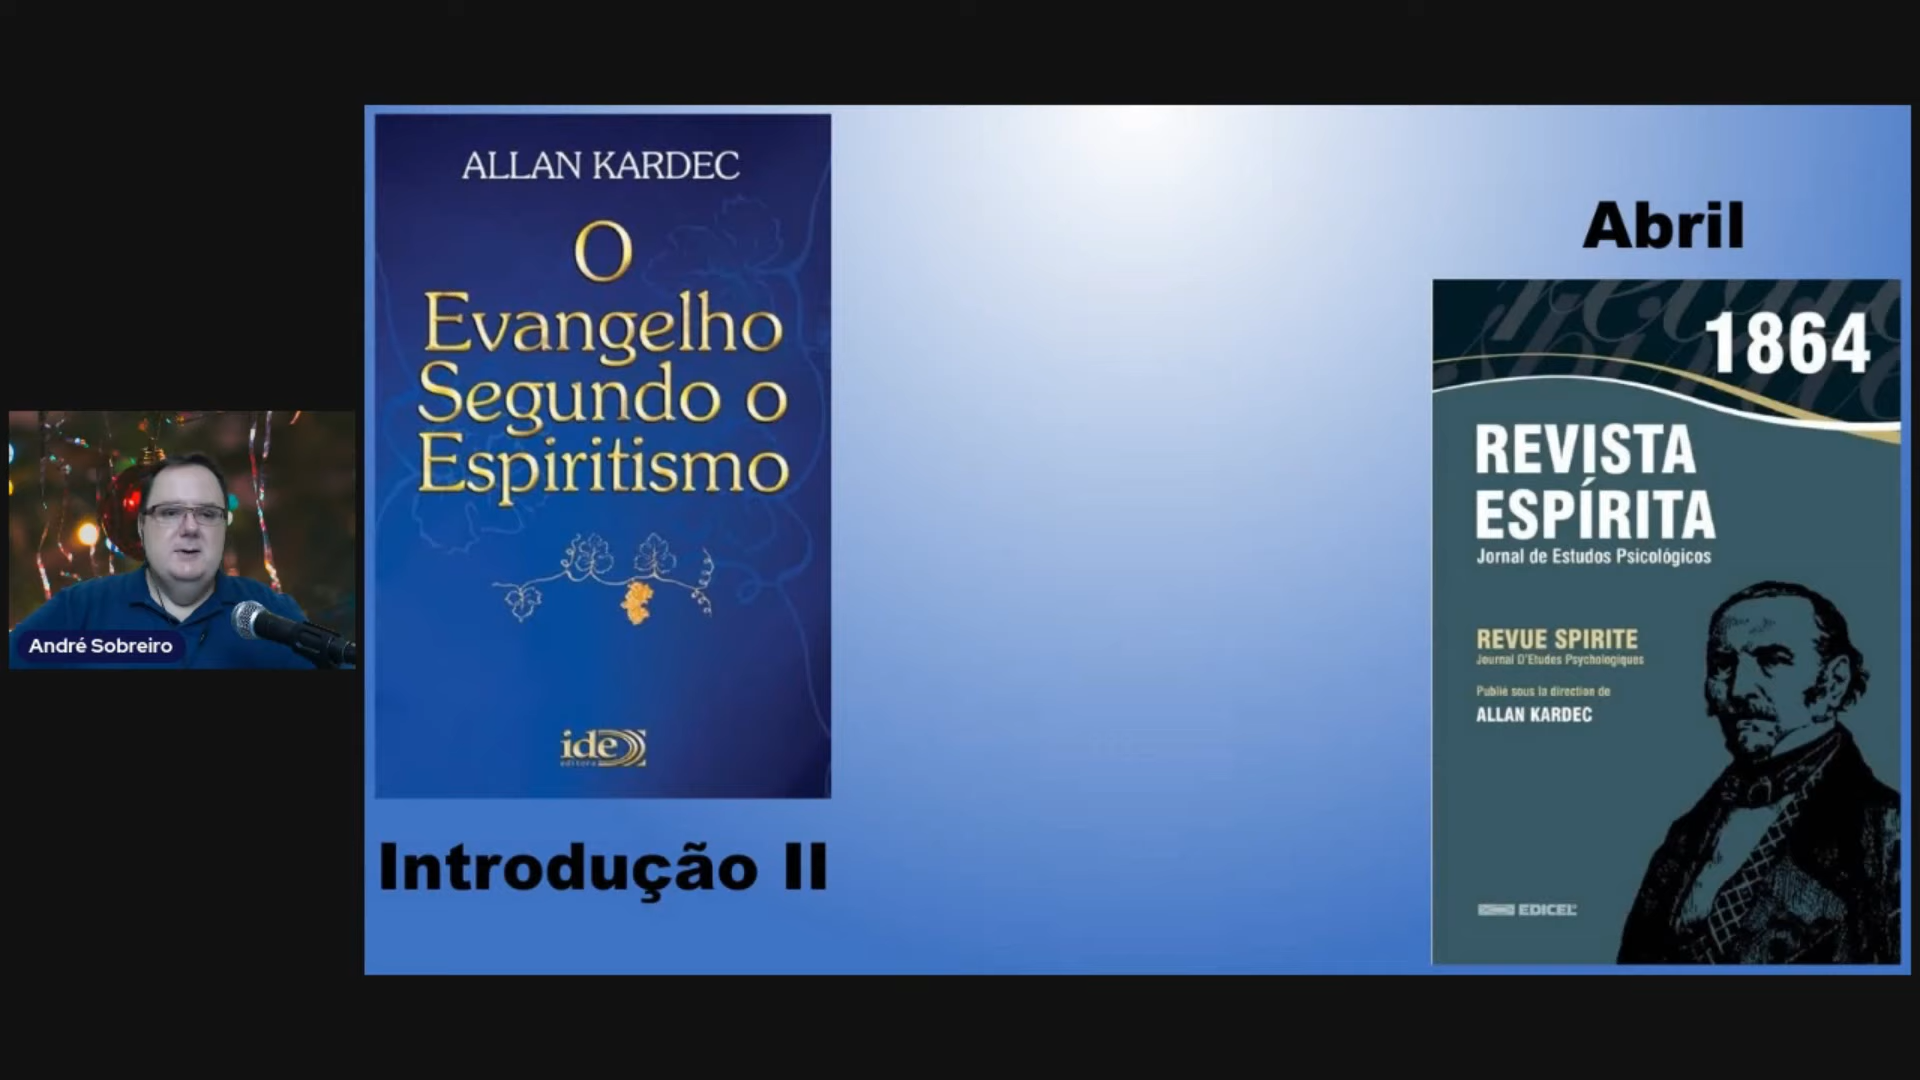 André Sobreiro
ALLAN KARDEC
O
Evangelho
Segundo o
Espiritismo
ide
editora
Introdução II
Abril
1864
REVISTA
ESPÍRITA
Jornal de Estudos Psicológicos
REVUE SPIRITE
Journal D'Etudes Psychologiques
Publié sous la direction de
ALLAN KARDEC
EDICEL